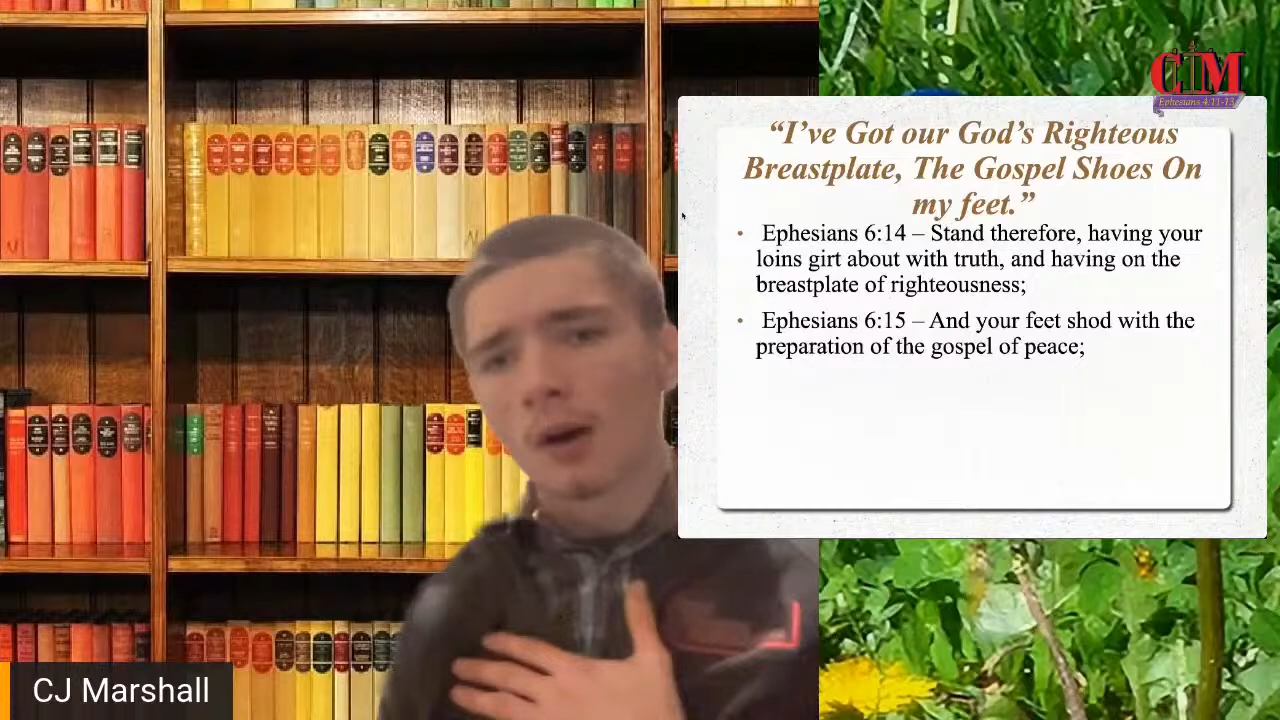 CIM
Ephesians 4:11-13
“I’ve Got our God’s Righteous
Breastplate, The Gospel Shoes On
my feet.”
• Ephesians 6:14 – Stand therefore, having your
loins girt about with truth, and having on the
breastplate of righteousness;
• Ephesians 6:15 – And your feet shod with the
preparation of the gospel of peace;
CJ Marshall